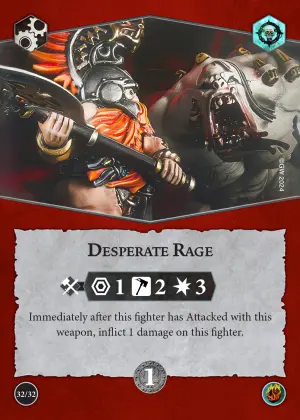 ©GW 2024
DESPERATE RAGE
1 2 3
Immediately after this fighter has Attacked with this
weapon, inflict 1 damage on this fighter.
1
32/32